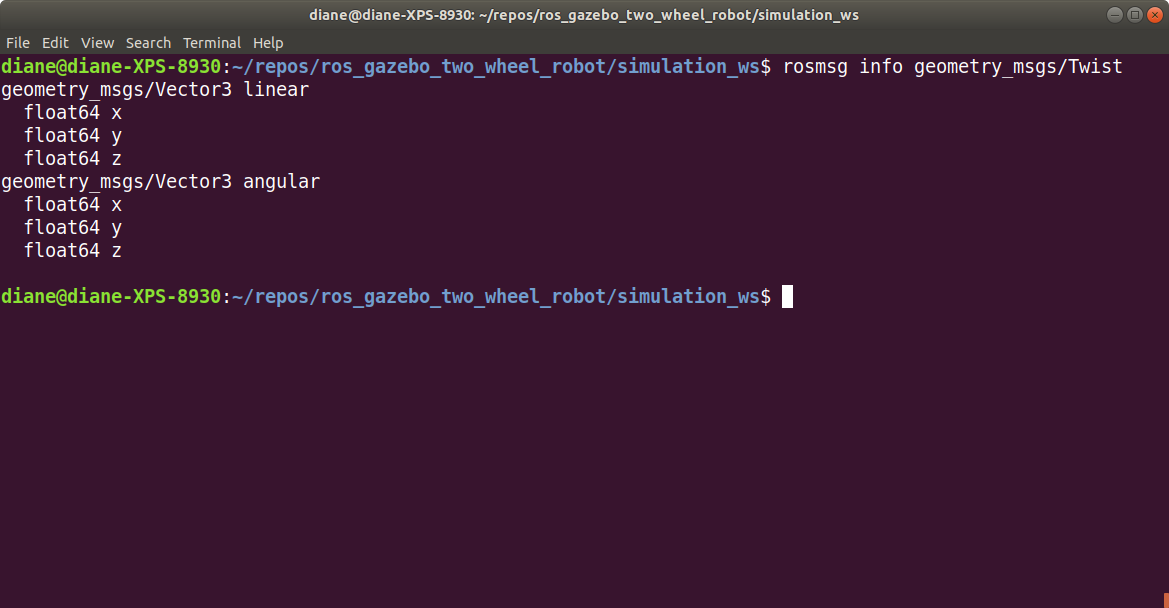 diane@diane-XPS-8930: ~/repos/ros_gazebo_two_wheel_robot/simulation_ws
File Edit View Search Terminal Help
diane@diane-XPS-8930:~/repos/ros_gazebo_two_wheel_robot/simulation_ws$ rosmsg info geometry_msgs/Twist
geometry_msgs/Vector3 linear
  float64 x
  float64 y
  float64 z
geometry_msgs/Vector3 angular
  float64 x
  float64 y
  float64 z
diane@diane-XPS-8930:~/repos/ros_gazebo_two_wheel_robot/simulation_ws$